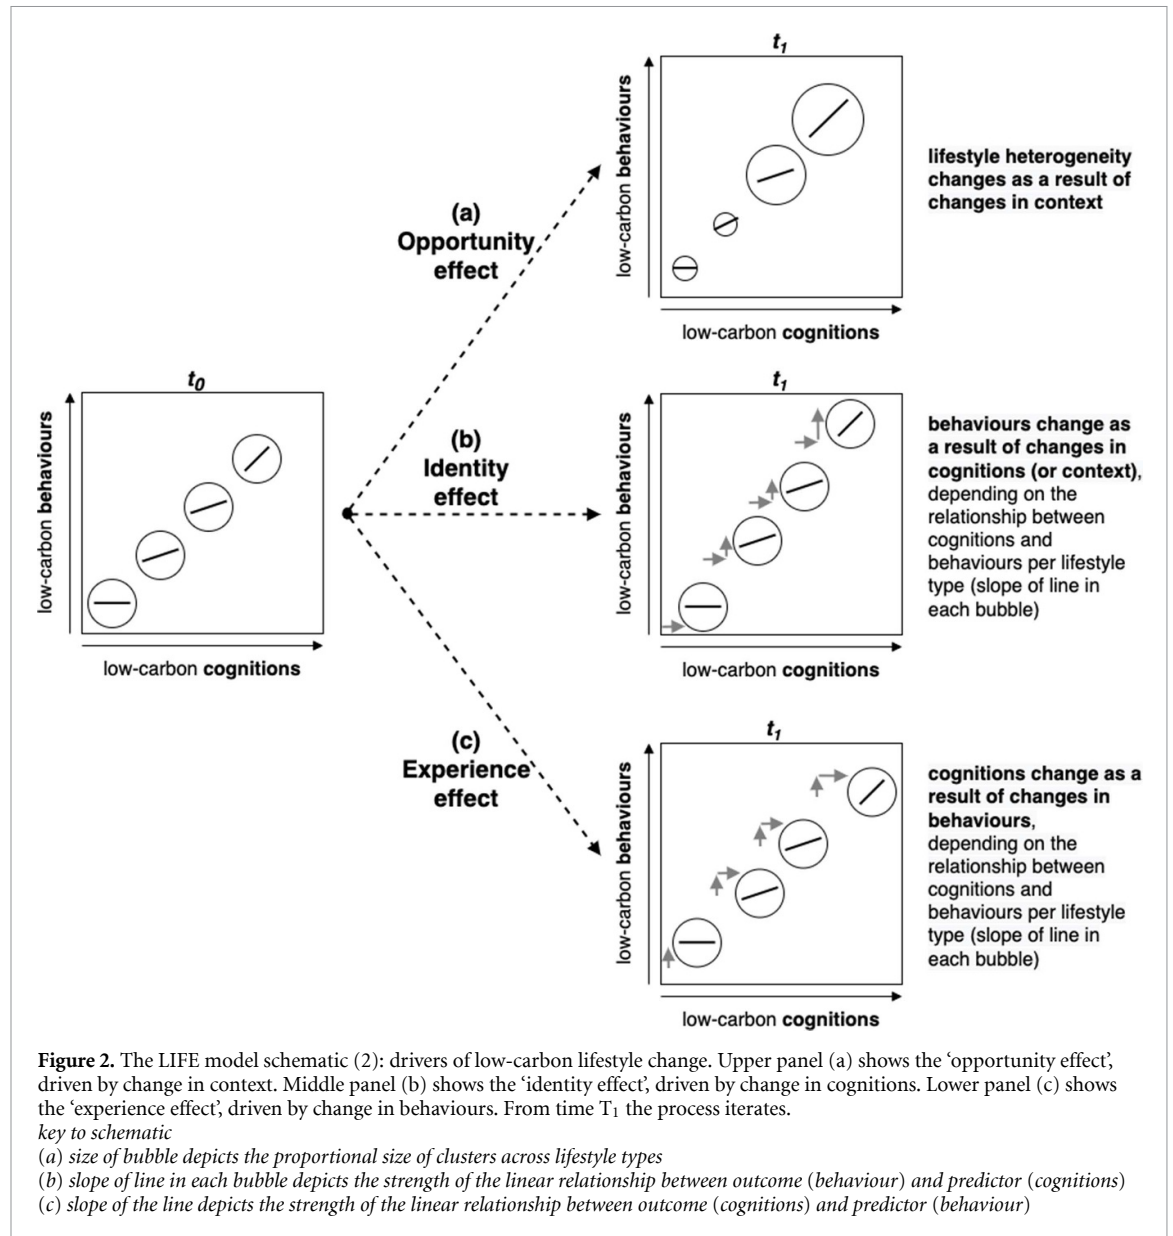 t1
low-carbon behaviours
low-carbon cognitions
lifestyle heterogeneity
changes as a result of
changes in context
(a)
Opportunity
effect
t0
low-carbon behaviours
low-carbon cognitions
(b)
Identity
effect
t1
low-carbon behaviours
low-carbon cognitions
behaviours change as
a result of changes in
cognitions (or context),
depending on the
relationship between
cognitions and
behaviours per lifestyle
type (slope of line in
each bubble)
(c)
Experience
effect
t1
low-carbon behaviours
low-carbon cognitions
cognitions change as a
result of changes in
behaviours,
depending on the
relationship between
cognitions and
behaviours per lifestyle
type (slope of line in
each bubble)
Figure 2. The LIFE model schematic (2): drivers of low-carbon lifestyle change. Upper panel (a) shows the ‘opportunity effect’,
driven by change in context. Middle panel (b) shows the ‘identity effect’, driven by change in cognitions. Lower panel (c) shows
the ‘experience effect’, driven by change in behaviours. From time T1 the process iterates.
key to schematic
(a) size of bubble depicts the proportional size of clusters across lifestyle types
(b) slope of line in each bubble depicts the strength of the linear relationship between outcome (behaviour) and predictor (cognitions)
(c) slope of the line depicts the strength of the linear relationship between outcome (cognitions) and predictor (behaviour)